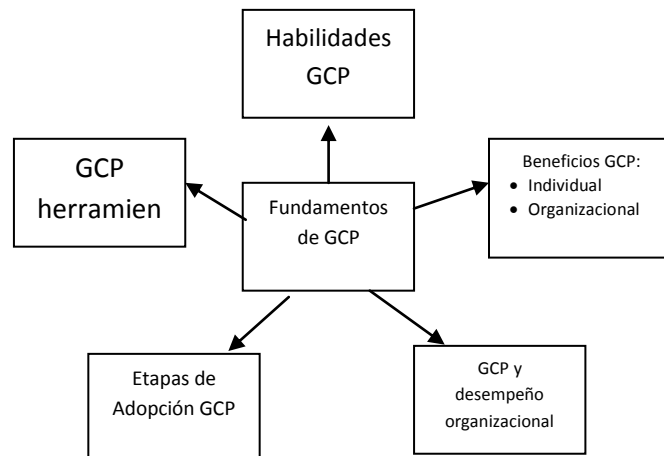 Habilidades
GCP
GCP
herramien
Beneficios GCP:
• Individual
• Organizacional
Fundamentos
de GCP
Etapas de
Adopción GCP
GCP y
desempeño
organizacional